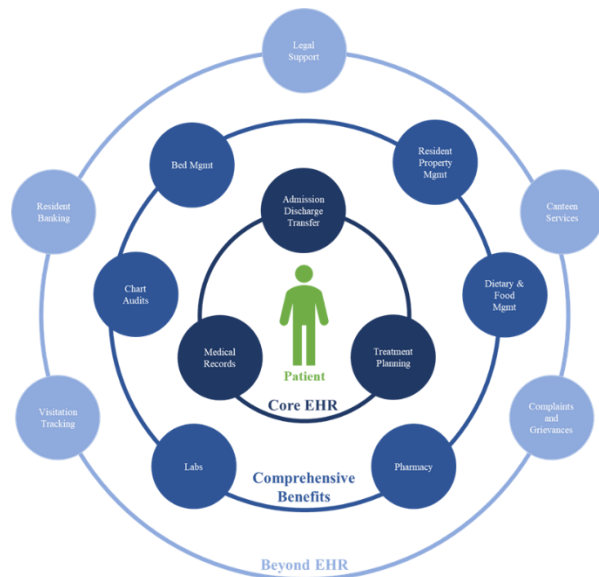 Legal
Support
Bed Mgmt
Resident
Property
Mgmt
Admission
Discharge
Transfer
Resident
Banking
Canteen
Services
Chart
Audits
Dietary &
Food
Mgmt
Medical
Records
Treatment
Planning
Patient
Core EHR
Visitation
Tracking
Complaints
and
Grievances
Labs
Pharmacy
Comprehensive
Benefits
Beyond EHR